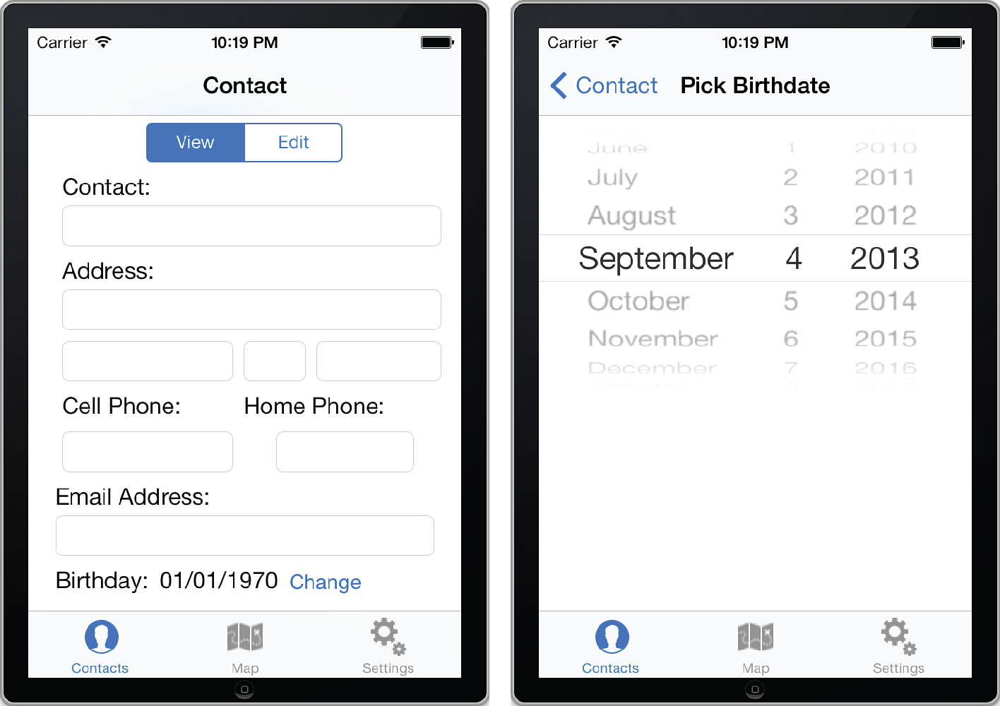 Carrier 10:19 PM
Contact
View Edit
Contact:
Address:
Cell Phone: Home Phone:
Email Address:
Birthday: 01/01/1970 Change
Contacts Map Settings
Carrier 10:19 PM
Contact Pick Birthdate
June 1 2010
July 2 2011
August 3 2012
September 4 2013
October 5 2014
November 6 2015
December 7 2016
Contacts Map Settings